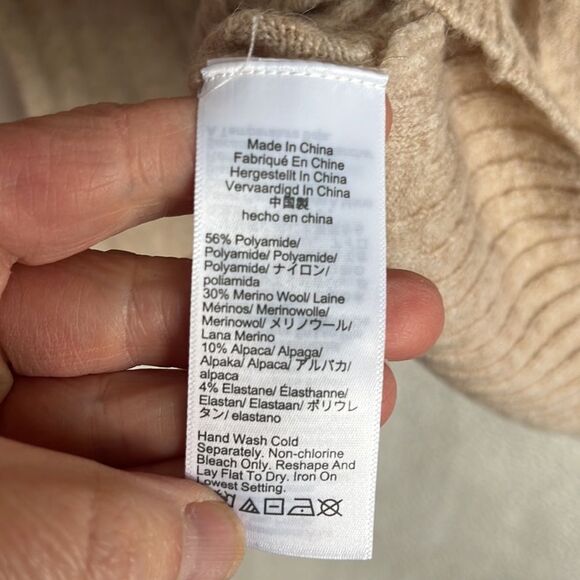 Made In China
Fabriqué En Chine
Hergestellt In China
Vervaardigd In China
中国製
hecho en china
56% Polyamide/
Polyamide/ Polyamide/
Polyamide/ ナイロン/
poliamida
30% Merino Wool/ Laine
Mérinos/ Merinowolle/
Merinowol/ メリノウール/
Lana Merino
10% Alpaca/ Alpaga/
Alpaka/ Alpaca/ アルパカ/
alpaca
4% Elastane/ Élasthanne/
Elastan/ Elastaan/ ポリウレ
タン/ elastano
Hand Wash Cold
Separately. Non-chlorine
Bleach Only. Reshape And
Lay Flat To Dry. Iron On
Lowest Setting.